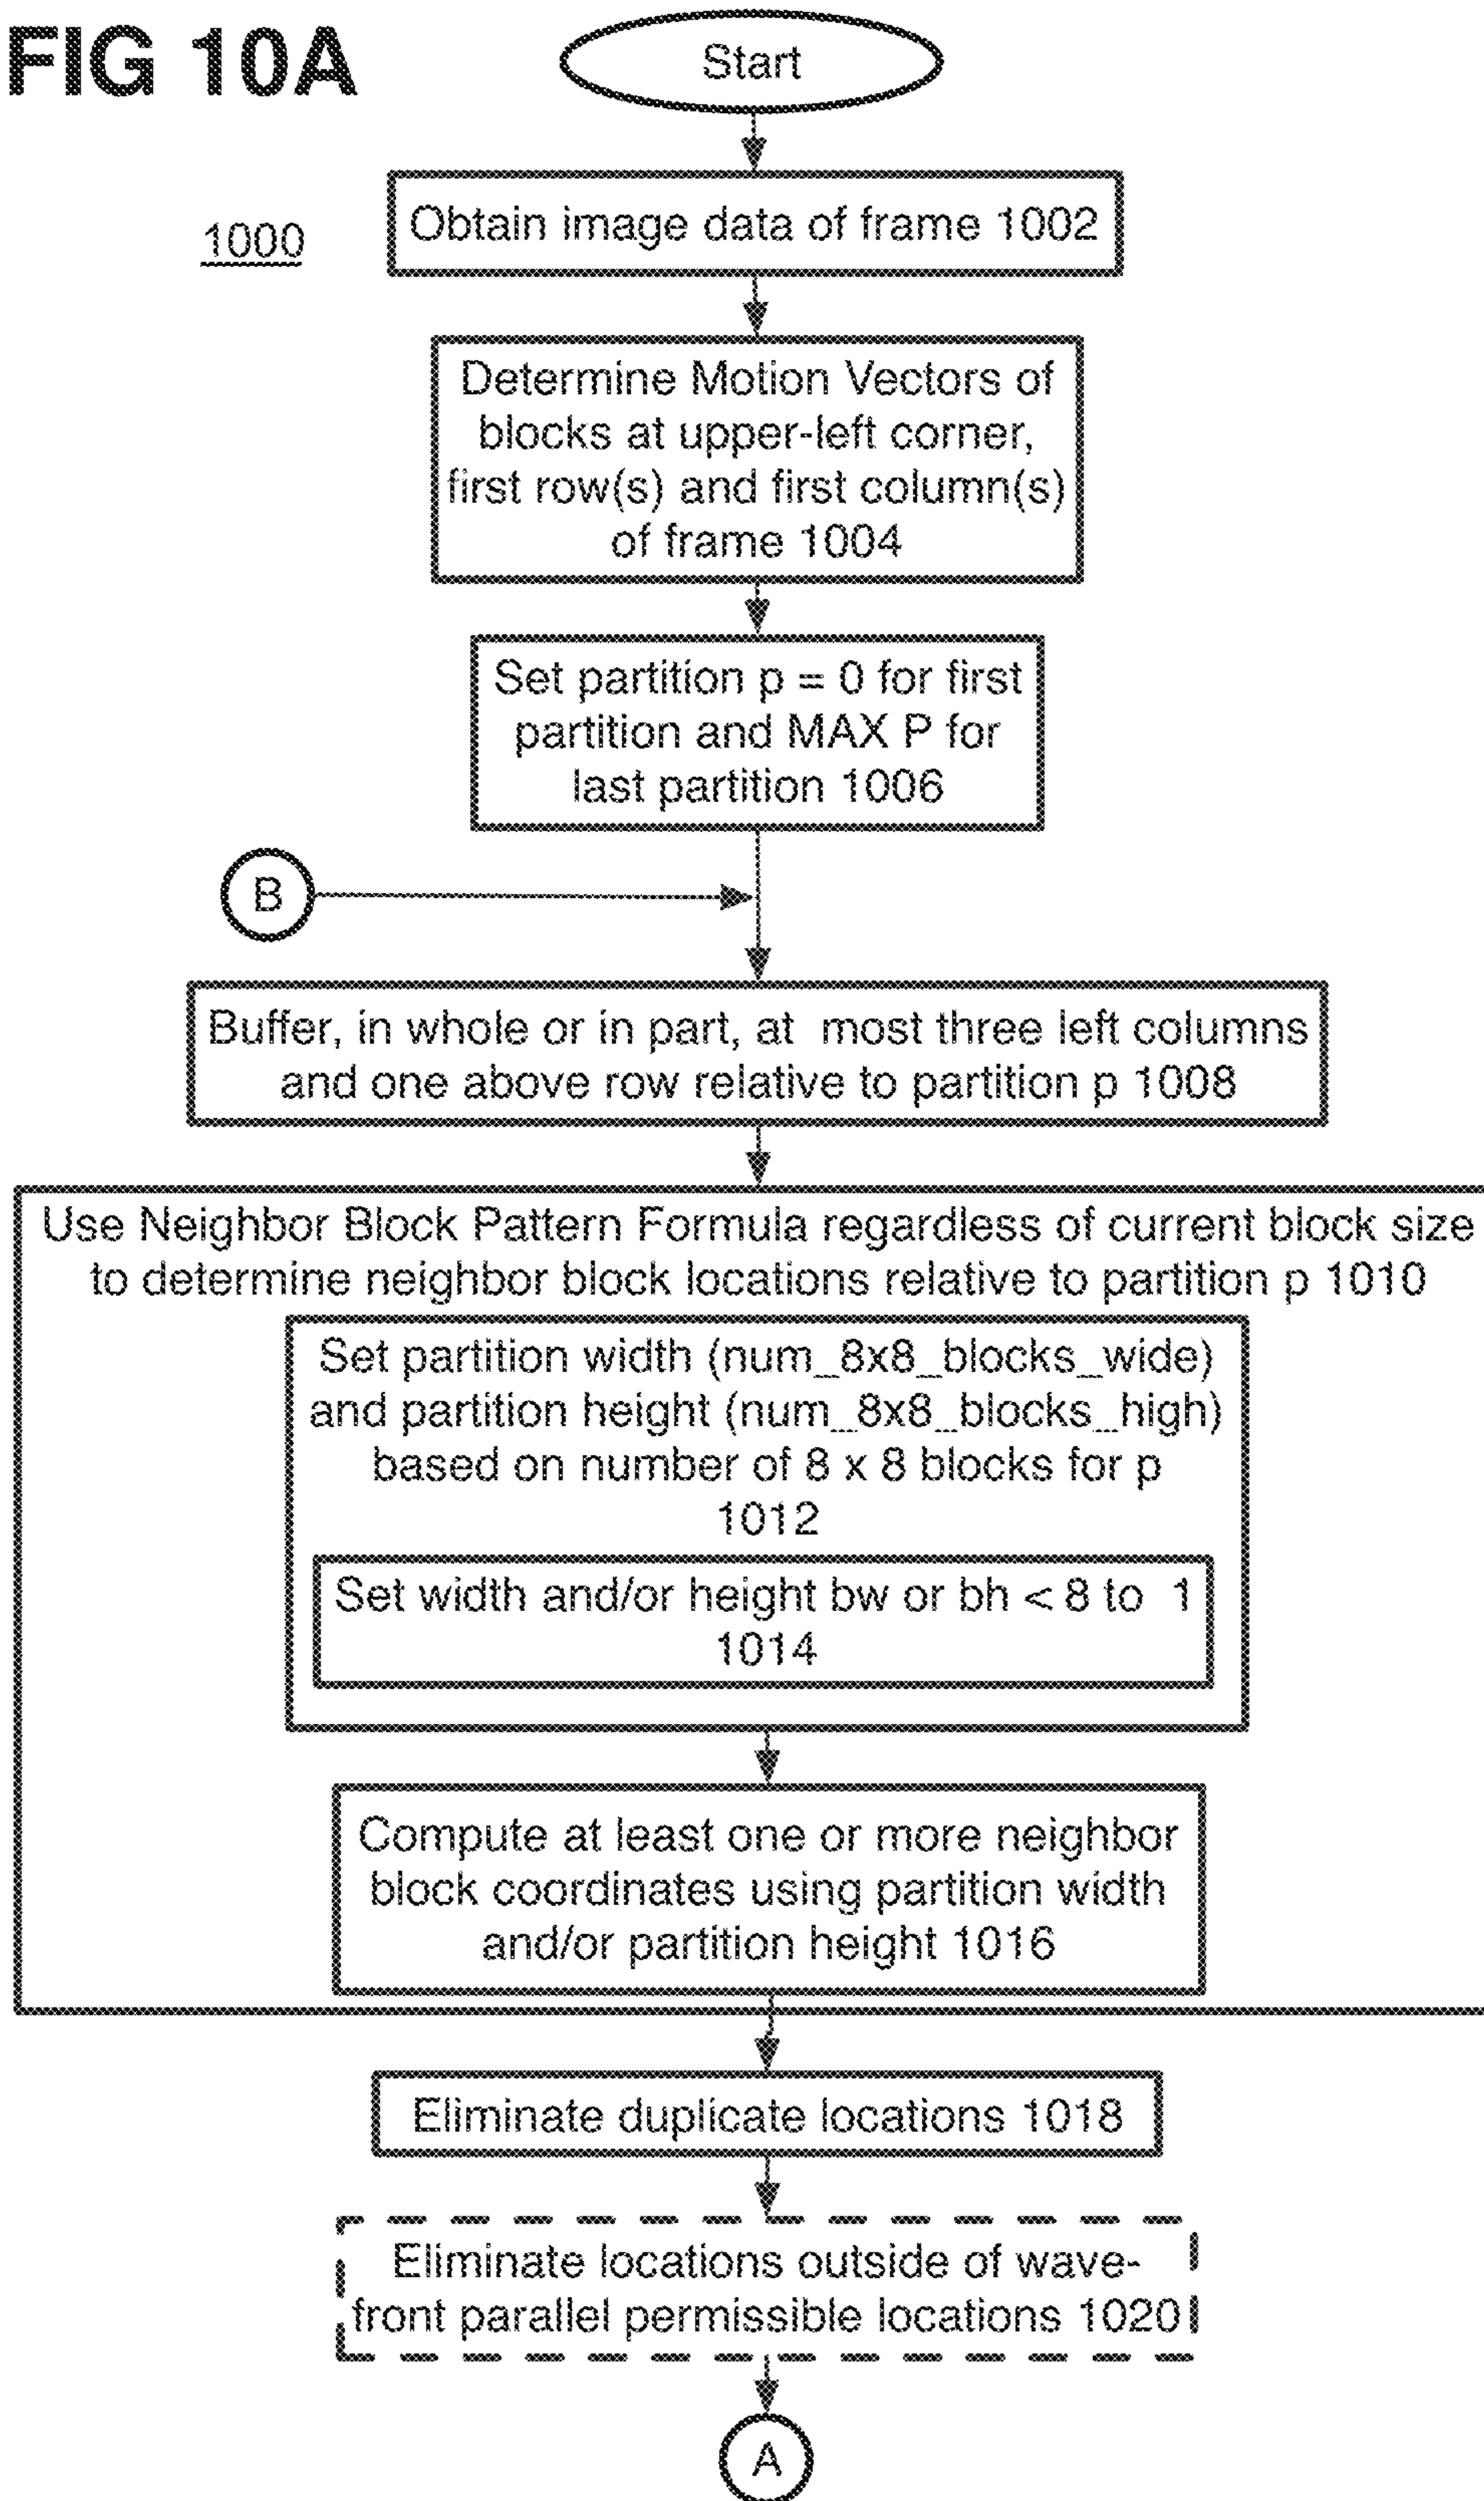 FIG 10A
Start
1000
Obtain image data of frame 1002
Determine Motion Vectors of
blocks at upper-left corner,
first row(s) and first column(s)
of frame 1004
Set partition p = 0 for first
partition and MAX P for
last partition 1006
B
Buffer, in whole or in part, at most three left columns
and one above row relative to partition p 1008
Use Neighbor Block Pattern Formula regardless of current block size
to determine neighbor block locations relative to partition p 1010
Set partition width (num_8x8_blocks_wide)
and partition height (num_8x8_blocks_high)
based on number of 8 x 8 blocks for p
1012
Set width and/or height bw or bh < 8 to 1
1014
Compute at least one or more neighbor
block coordinates using partition width
and/or partition height 1016
Eliminate duplicate locations 1018
Eliminate locations outside of wave-
front parallel permissible locations 1020
A